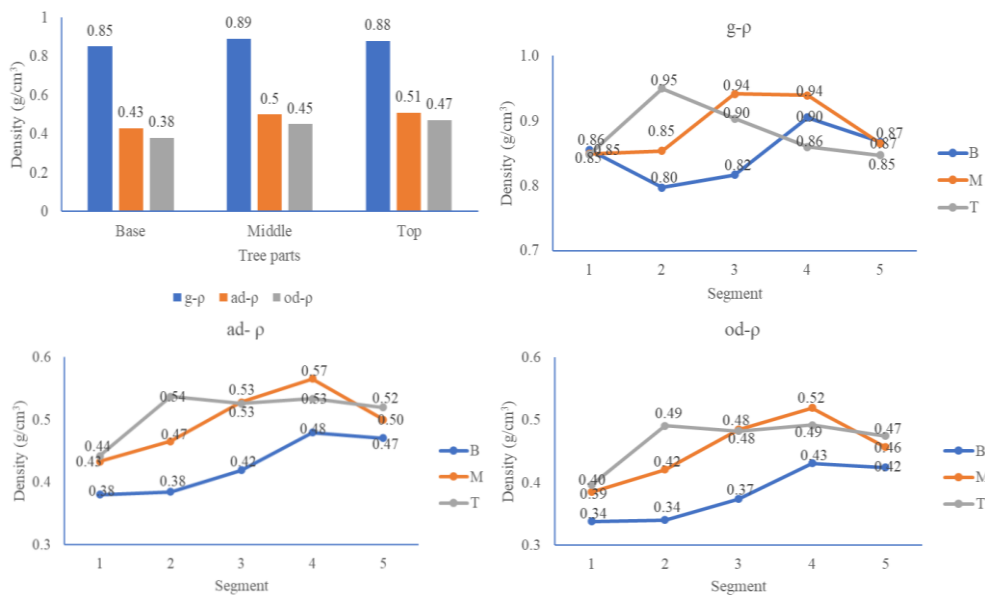 Density (g/cm³)
1
0.8
0.6
0.4
0.2
0
0.85
0.43
0.38
0.89
0.5
0.45
0.88
0.51
0.47
Base Middle Top
Tree parts
g-ρ ad-ρ od-ρ
g-ρ
Density (g/cm³)
1.0
0.9
0.8
0.7
0.86
0.85
0.85
0.95
0.85
0.80
0.94
0.90
0.82
0.94
0.90
0.86
0.87
0.87
0.85
1 2 3 4 5
Segment
B
M
T
ad- ρ
Density (g/cm³)
0.6
0.5
0.4
0.3
0.44
0.43
0.38
0.54
0.47
0.38
0.53
0.53
0.42
0.57
0.53
0.48
0.52
0.50
0.47
1 2 3 4 5
Segment
B
M
T
od-ρ
Density (g/cm³)
0.6
0.5
0.4
0.3
0.40
0.39
0.34
0.49
0.42
0.34
0.48
0.48
0.37
0.52
0.49
0.43
0.47
0.46
0.42
1 2 3 4 5
Segment
B
M
T